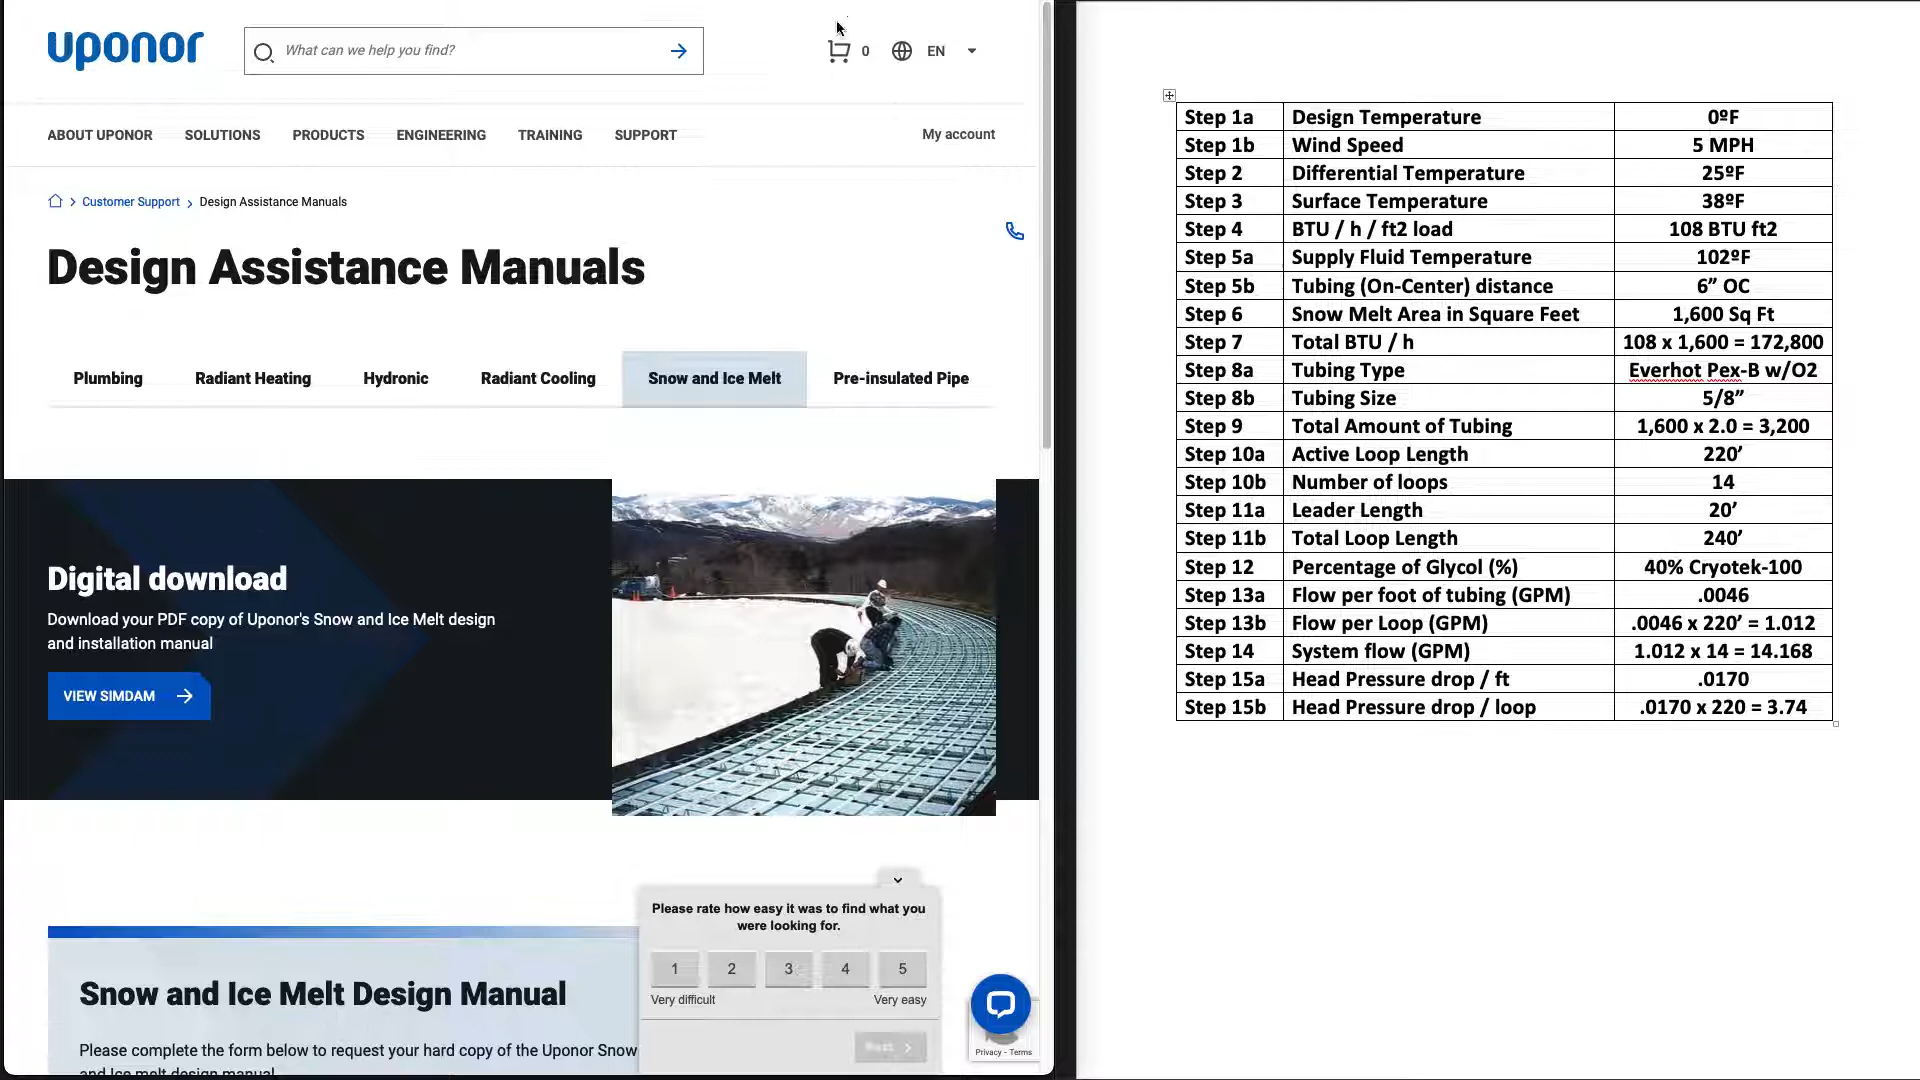 uponor
What can we help you find?
0
EN
ABOUT UPONOR SOLUTIONS PRODUCTS ENGINEERING TRAINING SUPPORT
My account
Customer Support Design Assistance Manuals
Design Assistance Manuals
Plumbing Radiant Heating Hydronic Radiant Cooling Snow and Ice Melt Pre-insulated Pipe
Digital download
Download your PDF copy of Uponor's Snow and Ice Melt design
and installation manual
VIEW SIMDAM
Snow and Ice Melt Design Manual
Please complete the form below to request your hard copy of the Uponor Snow
and Ice melt design manual
Please rate how easy it was to find what you
were looking for.
1 2 3 4 5
Very difficult Very easy
Next
Privacy - Terms
Step 1a Design Temperature 0ºF
Step 1b Wind Speed 5 MPH
Step 2 Differential Temperature 25ºF
Step 3 Surface Temperature 38ºF
Step 4 BTU / h / ft2 load 108 BTU ft2
Step 5a Supply Fluid Temperature 102ºF
Step 5b Tubing (On-Center) distance 6” OC
Step 6 Snow Melt Area in Square Feet 1,600 Sq Ft
Step 7 Total BTU / h 108 x 1,600 = 172,800
Step 8a Tubing Type Everhot Pex-B w/O2
Step 8b Tubing Size 5/8”
Step 9 Total Amount of Tubing 1,600 x 2.0 = 3,200
Step 10a Active Loop Length 220’
Step 10b Number of loops 14
Step 11a Leader Length 20’
Step 11b Total Loop Length 240’
Step 12 Percentage of Glycol (%) 40% Cryotek-100
Step 13a Flow per foot of tubing (GPM) .0046
Step 13b Flow per Loop (GPM) .0046 x 220’ = 1.012
Step 14 System flow (GPM) 1.012 x 14 = 14.168
Step 15a Head Pressure drop / ft .0170
Step 15b Head Pressure drop / loop .0170 x 220 = 3.74